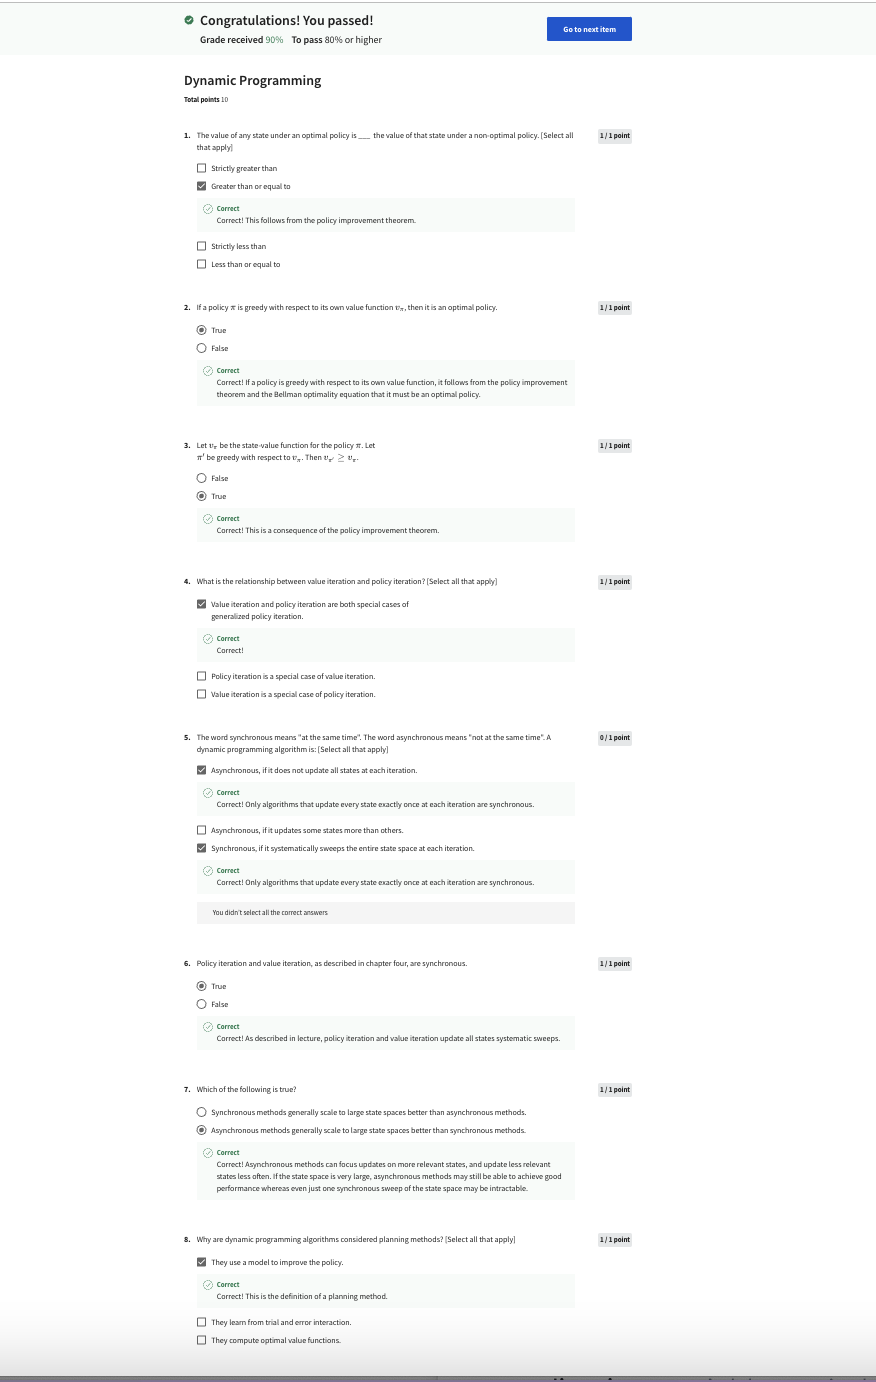 Congratulations! You passed!
Grade received 90% To pass 80% or higher
Go to next item
Dynamic Programming
Total points 10
1. The value of any state under an optimal policy is ___ the value of that state under a non-optimal policy. [Select all
that apply]
1 / 1 point
Strictly greater than
Greater than or equal to
Correct
Correct! This follows from the policy improvement theorem.
Strictly less than
Less than or equal to
2. If a policy π is greedy with respect to its own value function vπ, then it is an optimal policy.
1 / 1 point
True
False
Correct
Correct! If a policy is greedy with respect to its own value function, it follows from the policy improvement
theorem and the Bellman optimality equation that it must be an optimal policy.
3. Let vπ be the state-value function for the policy π. Let
π′ be greedy with respect to vπ. Then vπ′ ≥ vπ.
1 / 1 point
False
True
Correct
Correct! This is a consequence of the policy improvement theorem.
4. What is the relationship between value iteration and policy iteration? [Select all that apply]
1 / 1 point
Value iteration and policy iteration are both special cases of
generalized policy iteration.
Correct
Correct!
Policy iteration is a special case of value iteration.
Value iteration is a special case of policy iteration.
5. The word synchronous means "at the same time". The word asynchronous means "not at the same time". A
dynamic programming algorithm is: [Select all that apply]
0 / 1 point
Asynchronous, if it does not update all states at each iteration.
Correct
Correct! Only algorithms that update every state exactly once at each iteration are synchronous.
Asynchronous, if it updates some states more than others.
Synchronous, if it systematically sweeps the entire state space at each iteration.
Correct
Correct! Only algorithms that update every state exactly once at each iteration are synchronous.
You didn't select all the correct answers
6. Policy iteration and value iteration, as described in chapter four, are synchronous.
1 / 1 point
True
False
Correct
Correct! As described in lecture, policy iteration and value iteration update all states systematic sweeps.
7. Which of the following is true?
1 / 1 point
Synchronous methods generally scale to large state spaces better than asynchronous methods.
Asynchronous methods generally scale to large state spaces better than synchronous methods.
Correct
Correct! Asynchronous methods can focus updates on more relevant states, and update less relevant
states less often. If the state space is very large, asynchronous methods may still be able to achieve good
performance whereas even just one synchronous sweep of the state space may be intractable.
8. Why are dynamic programming algorithms considered planning methods? [Select all that apply]
1 / 1 point
They use a model to improve the policy.
Correct
Correct! This is the definition of a planning method.
They learn from trial and error interaction.
They compute optimal value functions.